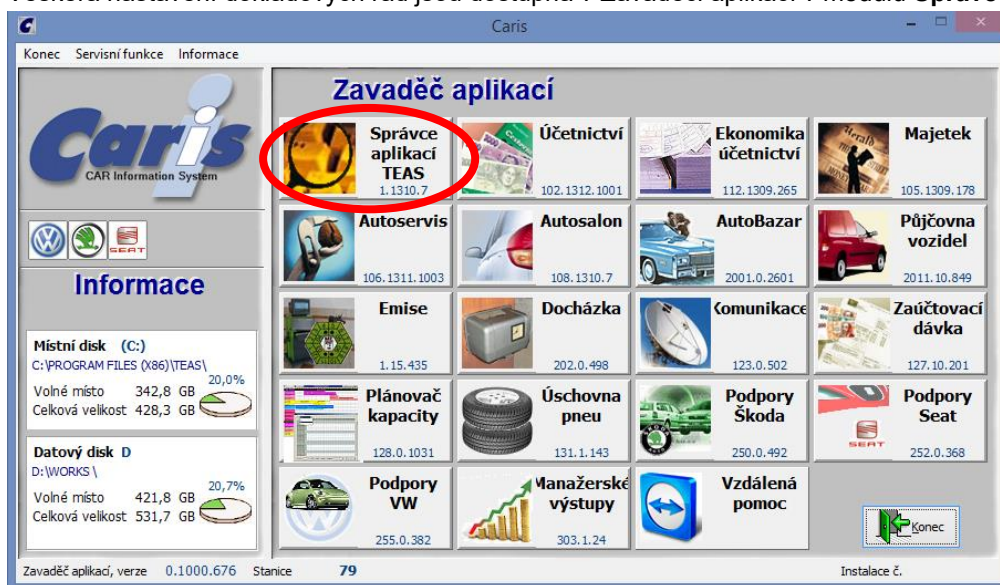 Caris
Konec Servisní funkce Informace
Caris
CAR Information System
SEAT
Informace
Místní disk (C:)
C:\PROGRAM FILES (X86)\TEAS\
20,0%
Volné místo 342,8 GB
Celková velikost 428,3 GB
Datový disk D
D:\WORKS \
20,7%
Volné místo 421,8 GB
Celková velikost 531,7 GB
Zavaděč aplikací
Správce
aplikací
TEAS
1.1310.7
Účetnictví
102.1312.1001
Ekonomika
účetnictví
112.1309.265
Majetek
105.1309.178
Autoservis
106.1311.1003
Autosalon
108.1310.7
AutoBazar
2001.0.2601
Půjčovna
vozidel
2011.10.849
Emise
1.15.435
Docházka
202.0.498
Komunikace
123.0.502
Zaúčtovací
dávka
127.10.201
Plánovač
kapacity
128.0.1031
Úschovna
pneu
131.1.143
Podpory
Škoda
250.0.492
SEAT
Podpory
Seat
252.0.368
Podpory
VW
255.0.382
Manažerské
výstupy
303.1.24
Vzdálená
pomoc
Konec
Zavaděč aplikací, verze 0.1000.676 Stanice 79 Instalace č.